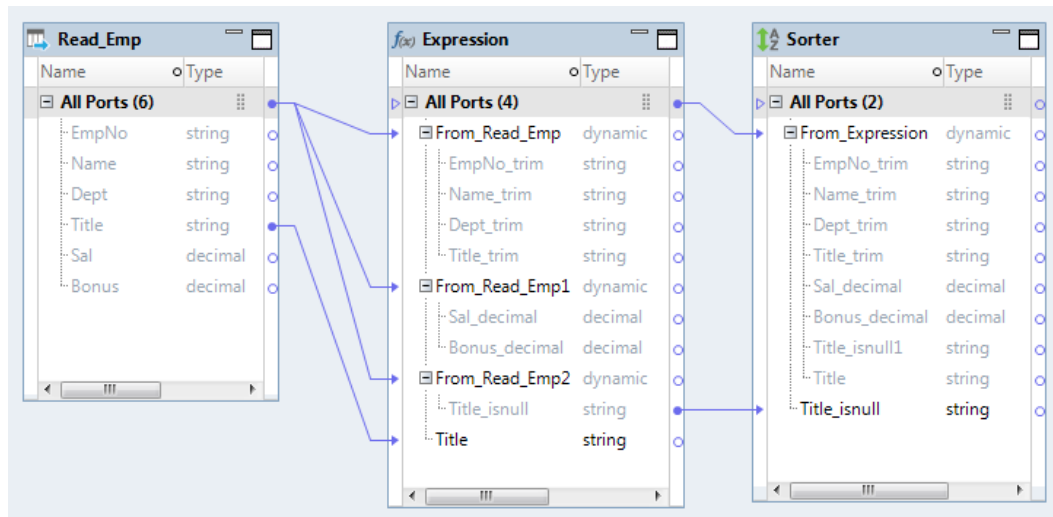 Read_Emp
Name Type
All Ports (6)
EmpNo string
Name string
Dept string
Title string
Sal decimal
Bonus decimal
f(x) Expression
Name Type
All Ports (4)
From_Read_Emp dynamic
EmpNo_trim string
Name_trim string
Dept_trim string
Title_trim string
From_Read_Emp1 dynamic
Sal_decimal decimal
Bonus_decimal decimal
From_Read_Emp2 dynamic
Title_isnull string
Title string
A Z Sorter
Name Type
All Ports (2)
From_Expression dynamic
EmpNo_trim string
Name_trim string
Dept_trim string
Title_trim string
Sal_decimal decimal
Bonus_decimal decimal
Title_isnull1 string
Title string
Title_isnull string